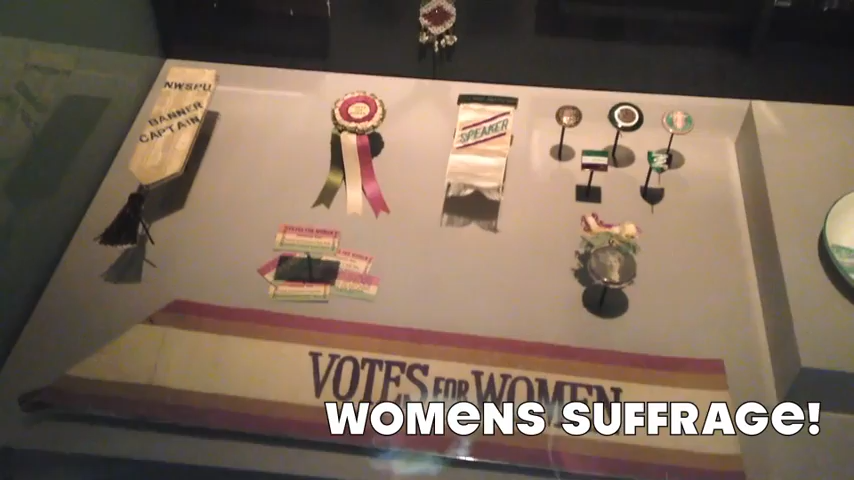 NWSPU
BANNER
CAPTAIN
SPEAKER
VOTES FOR WOMEN
WOMENS SUFFRAGE!